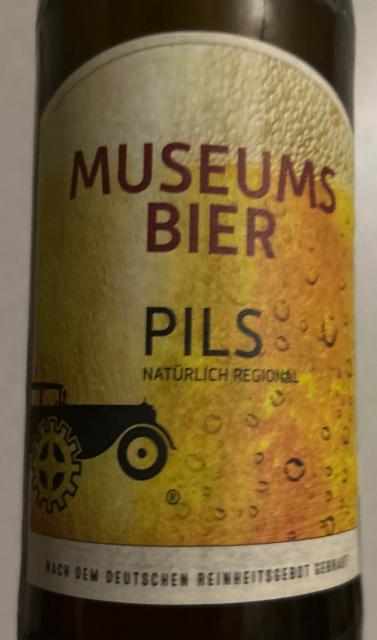 MUSEUMS
BIER
PILS
NATÜRLICH REGIONAL
®
NACH DEM DEUTSCHEN REINHEITSGEBOT GEBRAUT